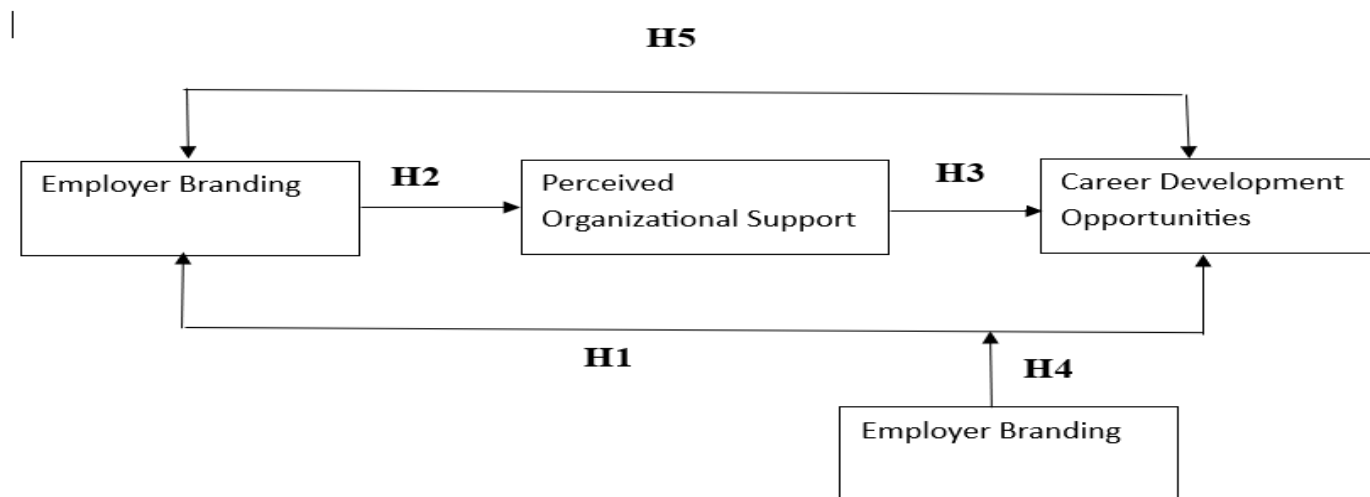 H5
Employer Branding
H2
Perceived
Organizational Support
H3
Career Development
Opportunities
H1
H4
Employer Branding